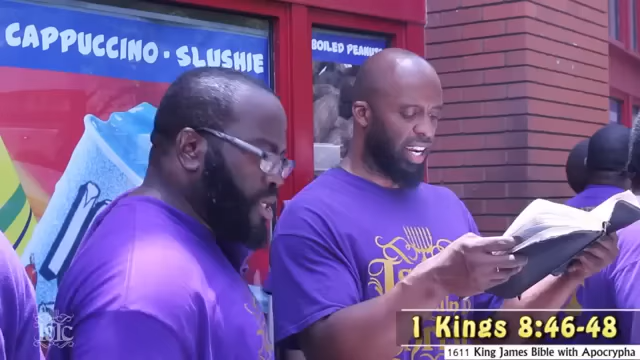 CAPPUCCINO · SLUSHIE
BOILED PEANUTS
1 Kings 8:46-48
1611 King James Bible with Apocrypha